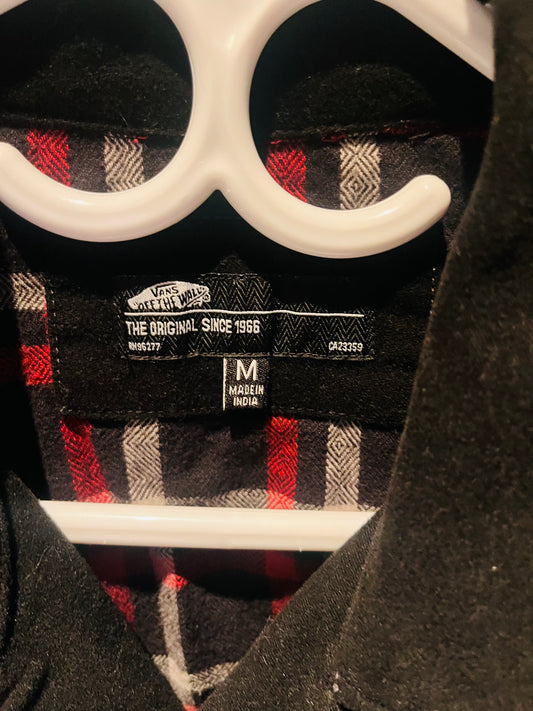 VANS
"OFF THE WALL"
THE ORIGINAL SINCE 1966
RN96277 CA23359
M
MADE IN
INDIA